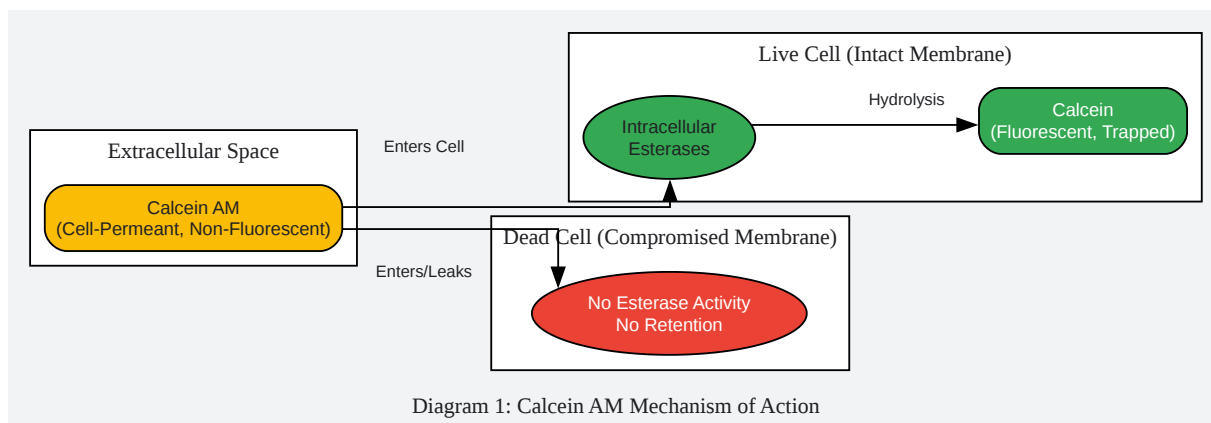 Live Cell (Intact Membrane)
Hydrolysis
Intracellular
Esterases
Calcein
(Fluorescent, Trapped)
Extracellular Space
Enters Cell
Calcein AM
(Cell-Permeant, Non-Fluorescent)
Enters/Leaks
Dead Cell (Compromised Membrane)
No Esterase Activity
No Retention
Diagram 1: Calcein AM Mechanism of Action